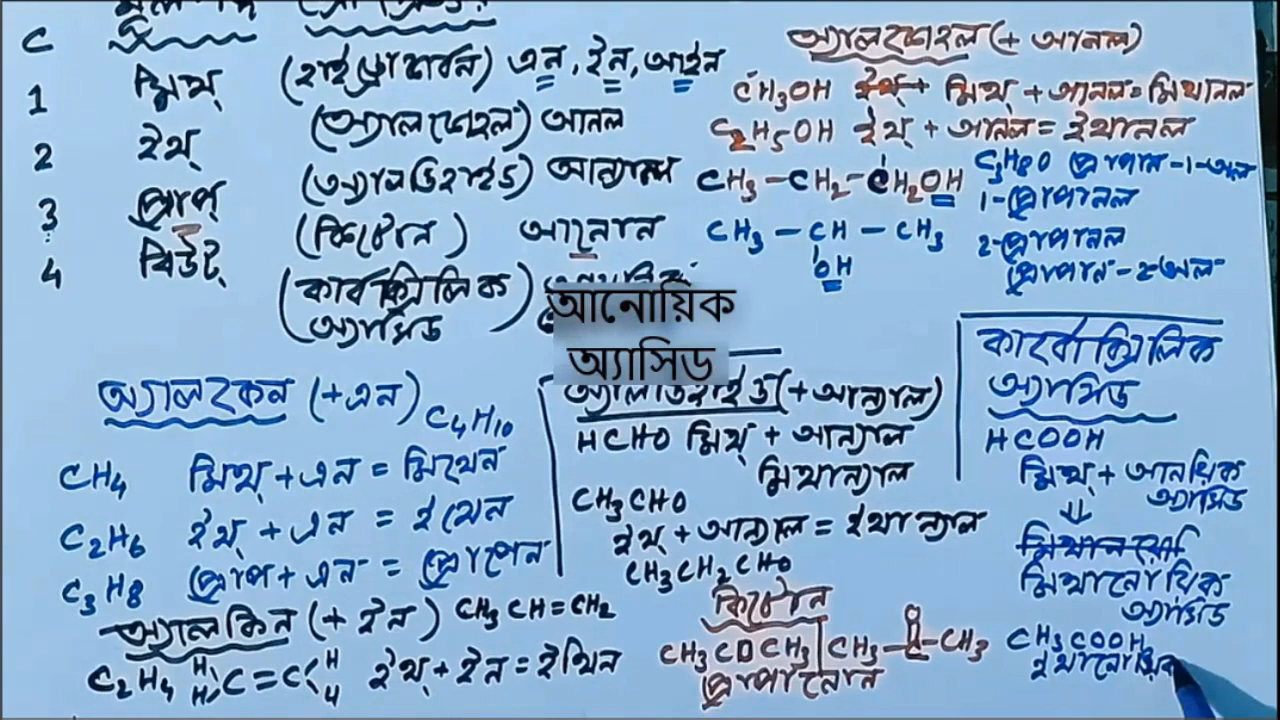 C
1 মিথ্ (হাইড্রোকার্বন) এন, ইন, আইন
2 ইথ্ (অ্যালকোহল) আনল
3 প্রোপ্ (অ্যালডিহাইড) আন্যাল
4 বিউট্ (কিটোন) আনোন
(কার্বক্সিলিক অ্যাসিড)
আনোয়িক
অ্যাসিড
অ্যালকোহল (+ আনল)
CH3OH মিথ্ + আনল = মিথানল
C2H5OH ইথ্ + আনল = ইথানল
CH3-CH2-CH2OH
C3H8O প্রোপান-1-অল
1-প্রোপানল
CH3 - CH - CH3
OH
2-প্রোপানল
প্রোপান-2-অল
অ্যালকেন (+এন)
C4H10
CH4 মিথ্+এন = মিথেন
C2H6 ইথ্ + এন = ইথেন
C3H8 প্রোপ+এন = প্রোপেন
অ্যালকিন (+ ইন) CH3 CH=CH2
C2H4 H H C=C H 4 ইথ্+ইন = ইথিন
অ্যালডিহাইড (+আন্যাল)
HCHO মিথ্ + আন্যাল
মিথান্যাল
CH3CHO
ইথ্ + আন্যাল = ইথান্যাল
CH3CH2CHO
কিটোন
CH3COCH3 CH3-C-CH3
O
প্রোপানোন
কার্বোক্সিলিক
অ্যাসিড
HCOOH
মিথ্ + আনয়িক
অ্যাসিড
⇓
মিথানোয়িক
অ্যাসিড
CH3COOH
ইথানোয়িক